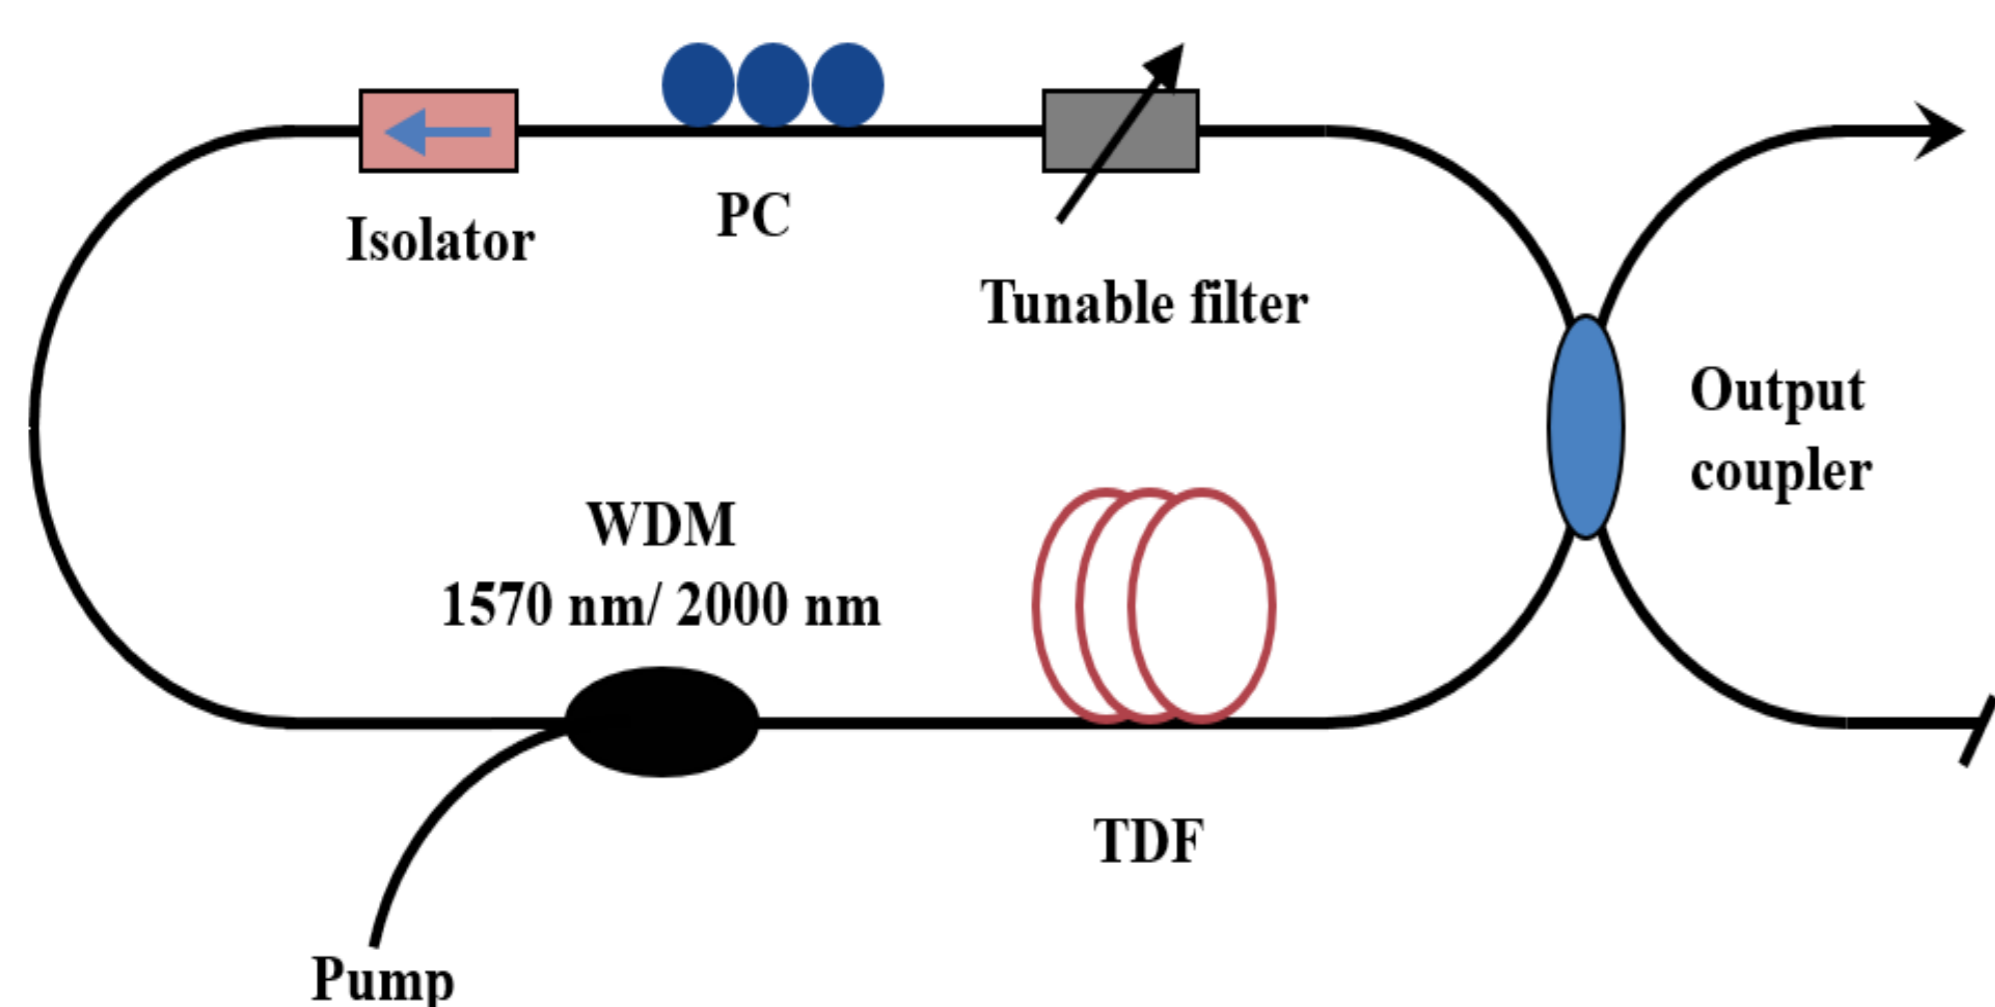 PC
Isolator
Tunable filter
Output
coupler
WDM
1570 nm/ 2000 nm
TDF
Pump